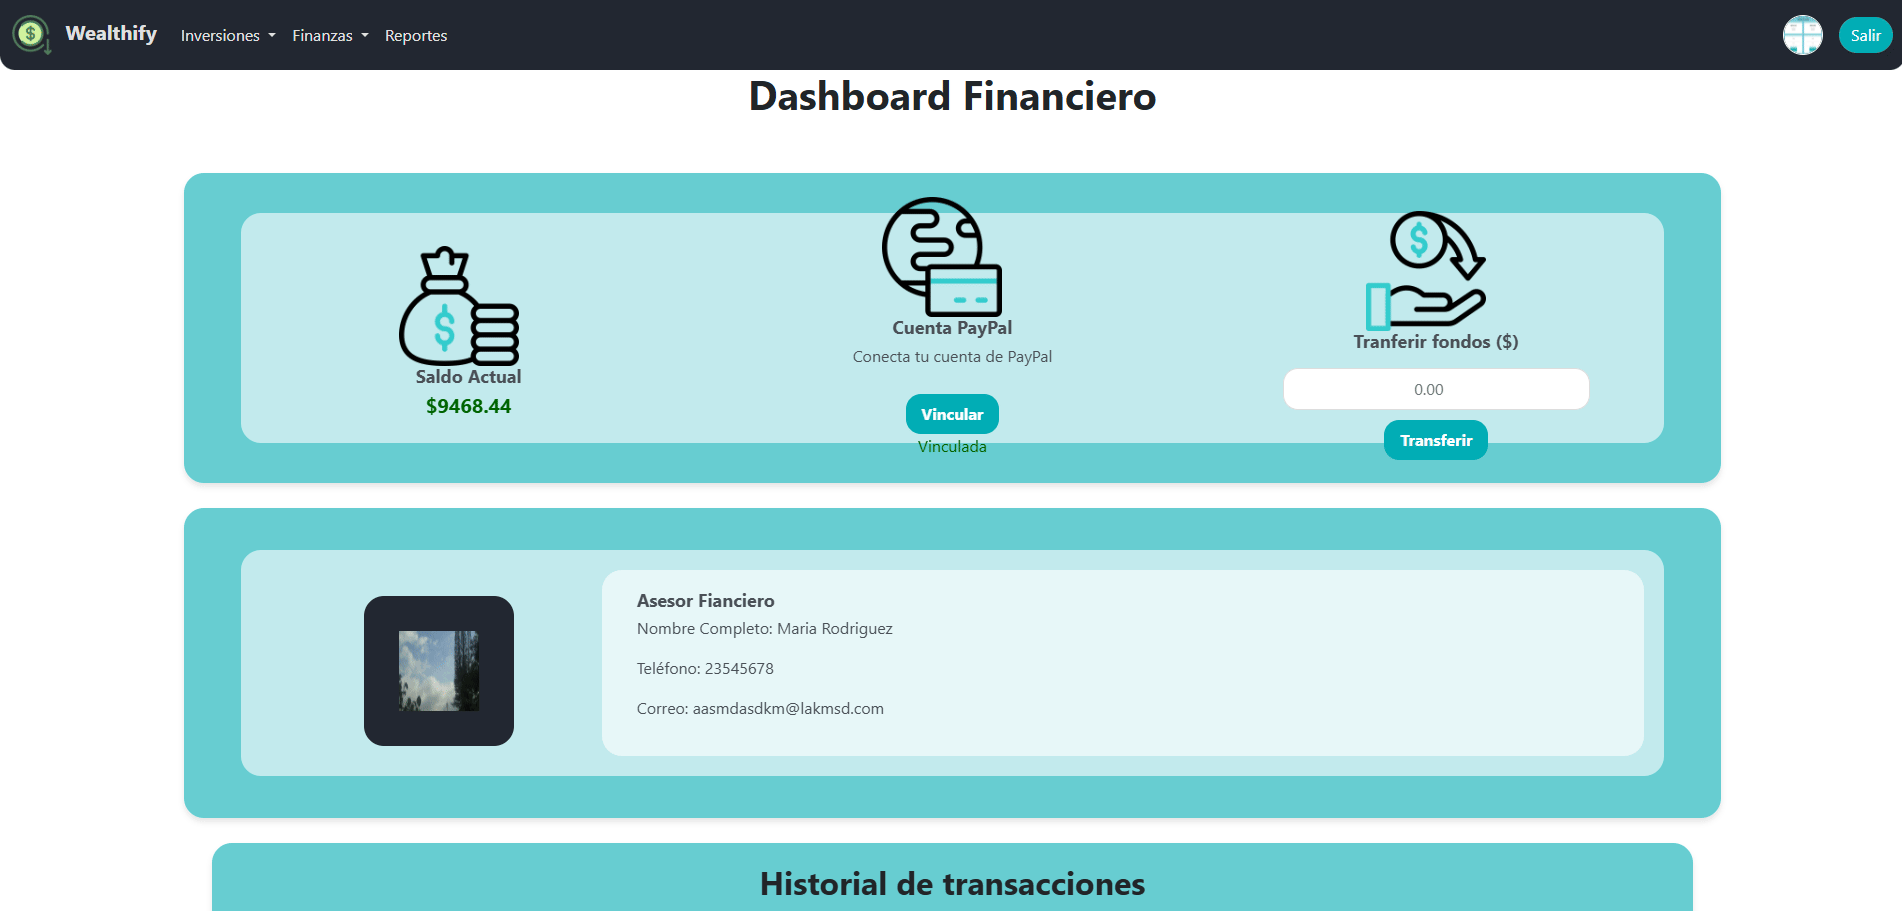 Wealthify Inversiones Finanzas Reportes Salir
Dashboard Financiero
Saldo Actual
$9468.44
Cuenta PayPal
Conecta tu cuenta de PayPal
Vincular
Vinculada
Tranferir fondos ($)
0.00
Transferir
Asesor Fianciero
Nombre Completo: Maria Rodriguez
Teléfono: 23545678
Correo: aasmdasdkm@lakmsd.com
Historial de transacciones